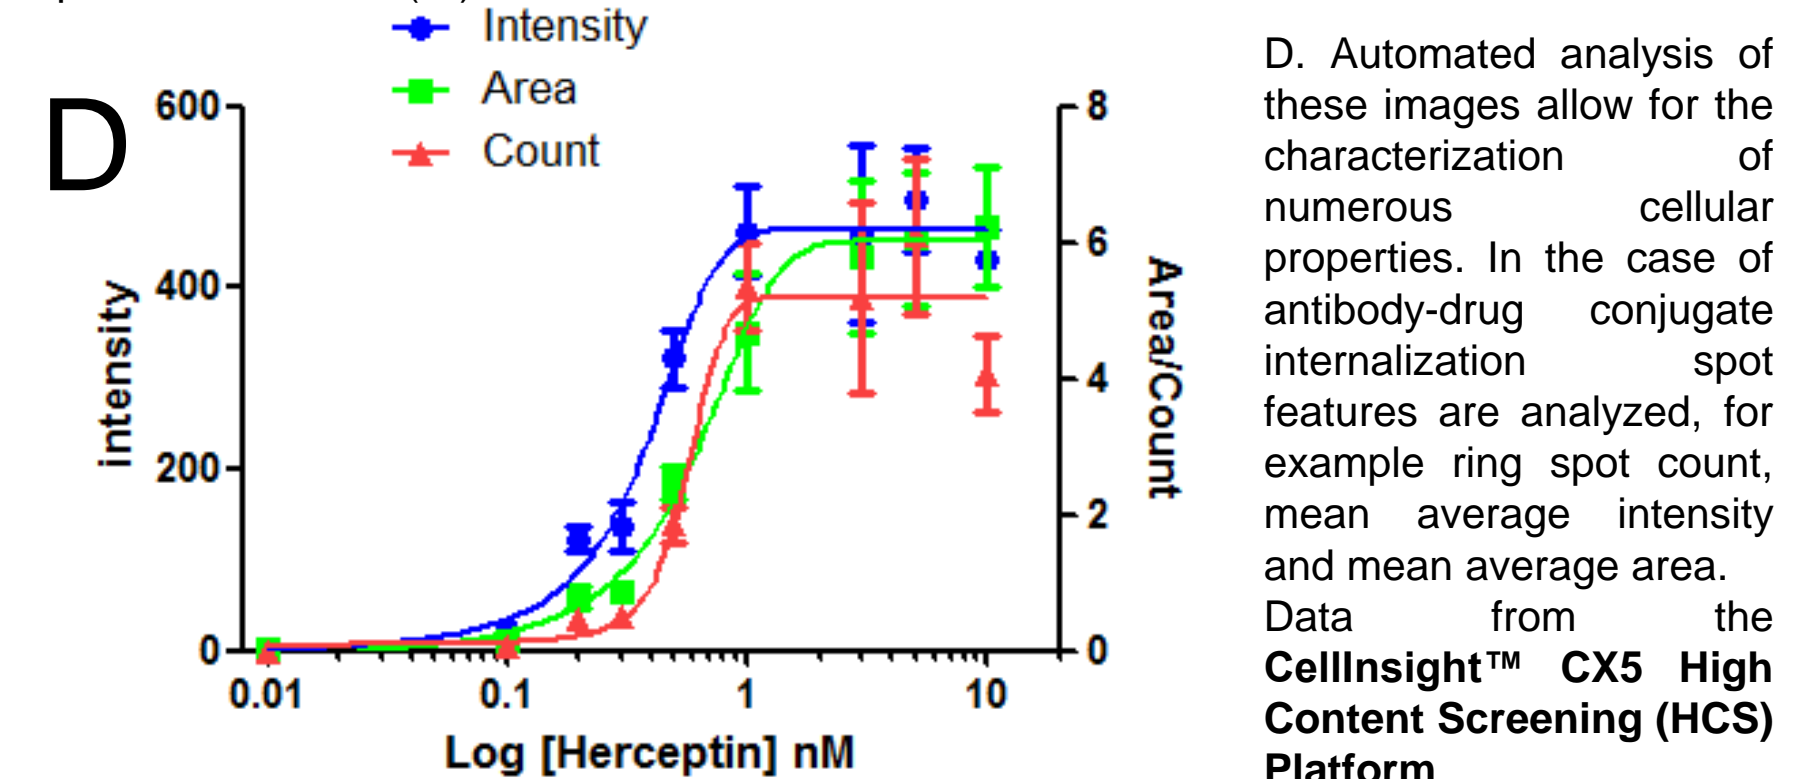 D
Intensity
Area
Count
600
400
200
0
intensity
8
6
4
2
0
Area/Count
0.01 0.1 1 10
Log [Herceptin] nM
D. Automated analysis of
these images allow for the
characterization of
numerous cellular
properties. In the case of
antibody-drug conjugate
internalization spot
features are analyzed, for
example ring spot count,
mean average intensity
and mean average area.
Data from the
CellInsight™ CX5 High
Content Screening (HCS)
Platform